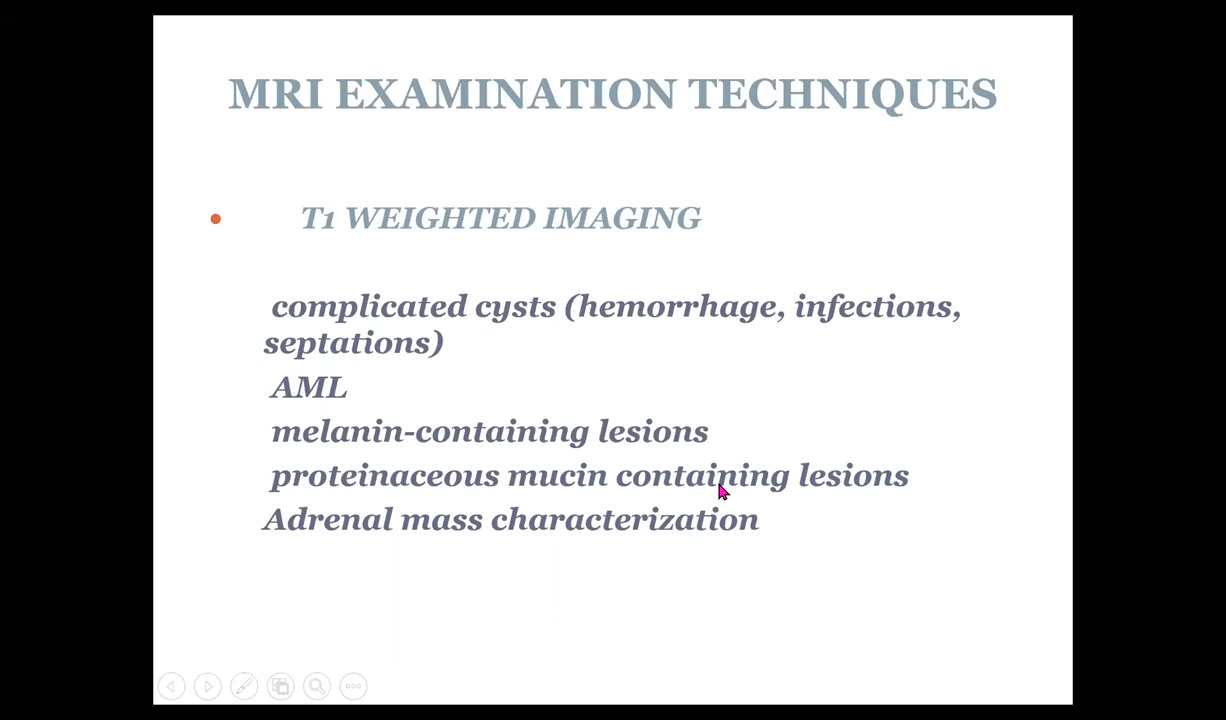 MRI EXAMINATION TECHNIQUES
T1 WEIGHTED IMAGING
complicated cysts (hemorrhage, infections,
septations)
AML
melanin-containing lesions
proteinaceous mucin containing lesions
Adrenal mass characterization